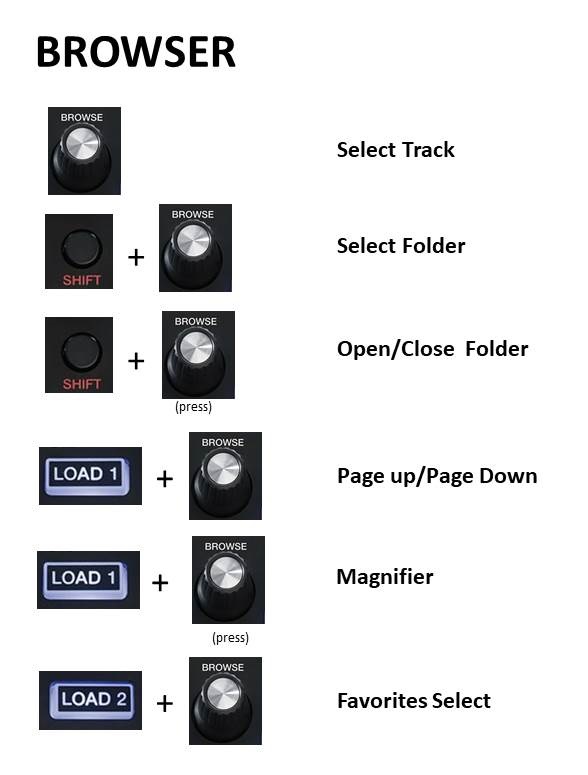 BROWSER
BROWSE
Select Track
SHIFT + BROWSE
Select Folder
SHIFT + BROWSE
(press)
Open/Close Folder
LOAD 1 + BROWSE
Page up/Page Down
LOAD 1 + BROWSE
(press)
Magnifier
LOAD 2 + BROWSE
Favorites Select